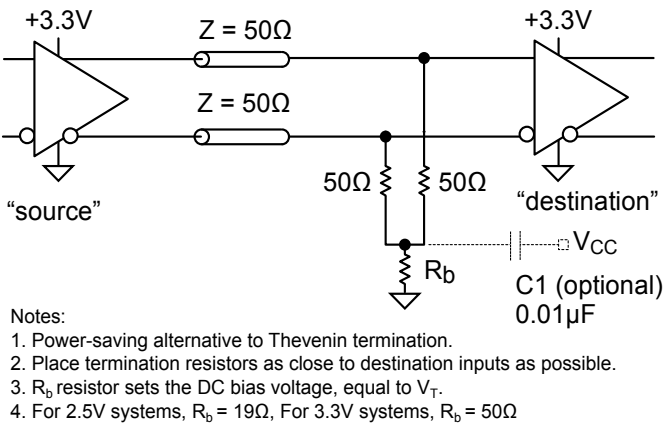 +3.3V
Z = 50Ω
+3.3V
Z = 50Ω
50Ω
50Ω
"source"
"destination"
Rb
VCC
C1 (optional)
0.01µF
Notes:
1. Power-saving alternative to Thevenin termination.
2. Place termination resistors as close to destination inputs as possible.
3. Rb resistor sets the DC bias voltage, equal to VT.
4. For 2.5V systems, Rb = 19Ω, For 3.3V systems, Rb = 50Ω